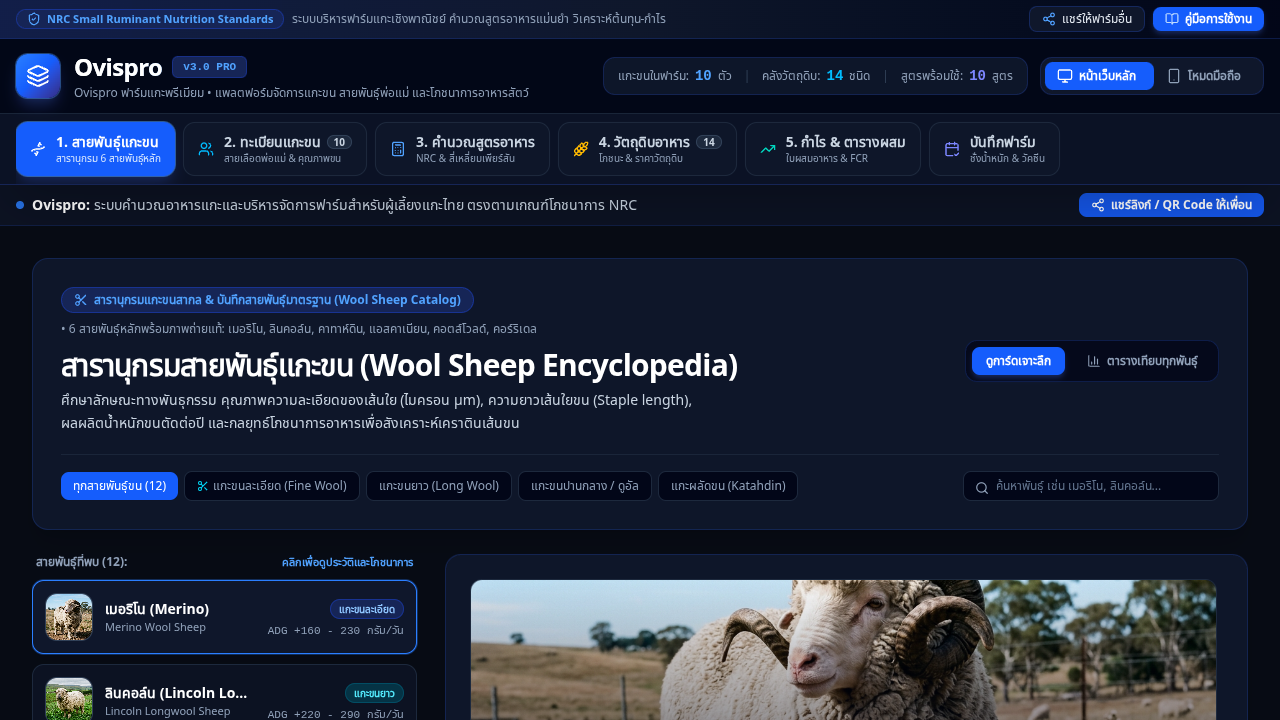 NRC Small Ruminant Nutrition Standards
ระบบบริหารฟาร์มแกะเชิงพาณิชย์ คำนวณสูตรอาหารแม่นยำ วิเคราะห์ต้นทุน-กำไร
แชร์ให้ฟาร์มอื่น
คู่มือการใช้งาน
Ovispro
v3.0 PRO
Ovispro ฟาร์มแกะพรีเมียม • แพลตฟอร์มจัดการแกะขน สายพันธุ์พ่อแม่ และโภชนาการอาหารสัตว์
แกะขนในฟาร์ม: 10 ตัว
คลังวัตถุดิบ: 14 ชนิด
สูตรพร้อมใช้: 10 สูตร
หน้าเว็บหลัก
โหมดมือถือ
1. สายพันธุ์แกะขน
สารานุกรม 6 สายพันธุ์หลัก
2. ทะเบียนแกะขน 10
สายเลือดพ่อแม่ & คุณภาพขน
3. คำนวณสูตรอาหาร
NRC & สี่เหลี่ยมเพียร์สัน
4. วัตถุดิบอาหาร 14
โภชนะ & ราคาวัตถุดิบ
5. กำไร & ตารางผสม
ใบผสมอาหาร & FCR
บันทึกฟาร์ม
ชั่งน้ำหนัก & วัคซีน
Ovispro: ระบบคำนวณอาหารแกะและบริหารจัดการฟาร์มสำหรับผู้เลี้ยงแกะไทย ตรงตามเกณฑ์โภชนาการ NRC
แชร์ลิงก์ / QR Code ให้เพื่อน
สารานุกรมแกะขนสากล & บันทึกสายพันธุ์มาตรฐาน (Wool Sheep Catalog)
• 6 สายพันธุ์หลักพร้อมภาพถ่ายแท้: เมอริโน, ลินคอล์น, คาทาห์ดิน, แอสคาเนียน, คอตส์โวลด์, คอร์ริเดล
สารานุกรมสายพันธุ์แกะขน (Wool Sheep Encyclopedia)
ศึกษาลักษณะทางพันธุกรรม คุณภาพความละเอียดของเส้นใย (ไมครอน µm), ความยาวเส้นใยขน (Staple length),
ผลผลิตน้ำหนักขนตัดต่อปี และกลยุทธ์โภชนาการอาหารเพื่อสังเคราะห์เคราตินเส้นขน
ดูการ์ดเจาะลึก
ตารางเทียบทุกพันธุ์
ทุกสายพันธุ์ขน (12)
แกะขนละเอียด (Fine Wool)
แกะขนยาว (Long Wool)
แกะขนปานกลาง / ดูอัล
แกะผลัดขน (Katahdin)
ค้นหาพันธุ์ เช่น เมอริโน, ลินคอล์น...
สายพันธุ์ที่พบ (12):
คลิกเพื่อดูประวัติและโภชนาการ
เมอริโน (Merino)
แกะขนละเอียด
Merino Wool Sheep
ADG +160 - 230 กรัม/วัน
ลินคอล์น (Lincoln Lo...
แกะขนยาว
Lincoln Longwool Sheep
ADG +220 - 290 กรัม/วัน